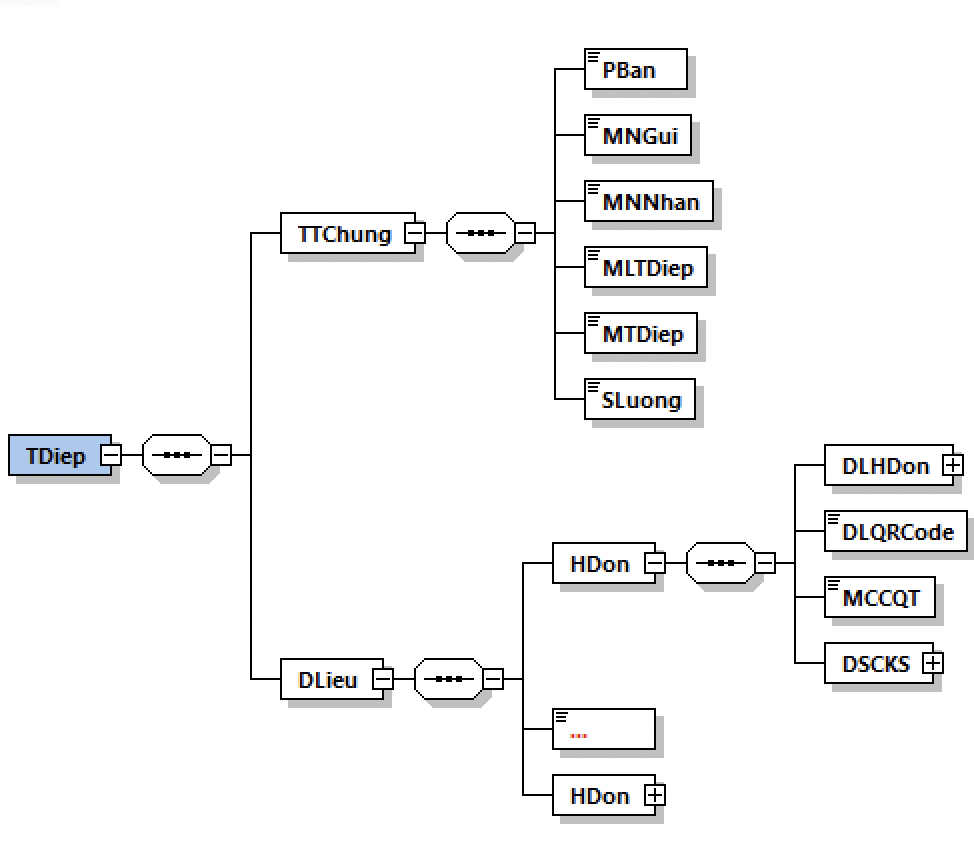 PBan
MNGui
MNNhan
TTChung
MLTDiep
MTDiep
SLuong
TDiep
DLHDon
DLQRCode
HDon
MCCQT
DSCKS
DLieu
...
HDon